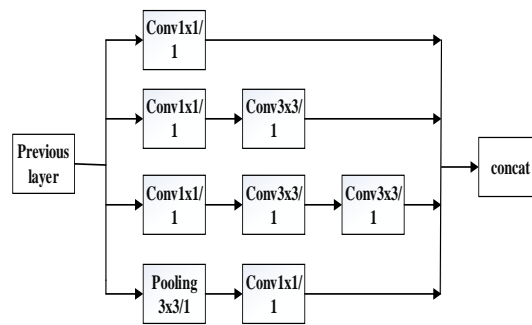 Conv1x1/
1
Conv1x1/
1
Conv3x3/
1
Previous
layer
concat
Conv1x1/
1
Conv3x3/
1
Conv3x3/
1
Pooling
3x3/1
Conv1x1/
1